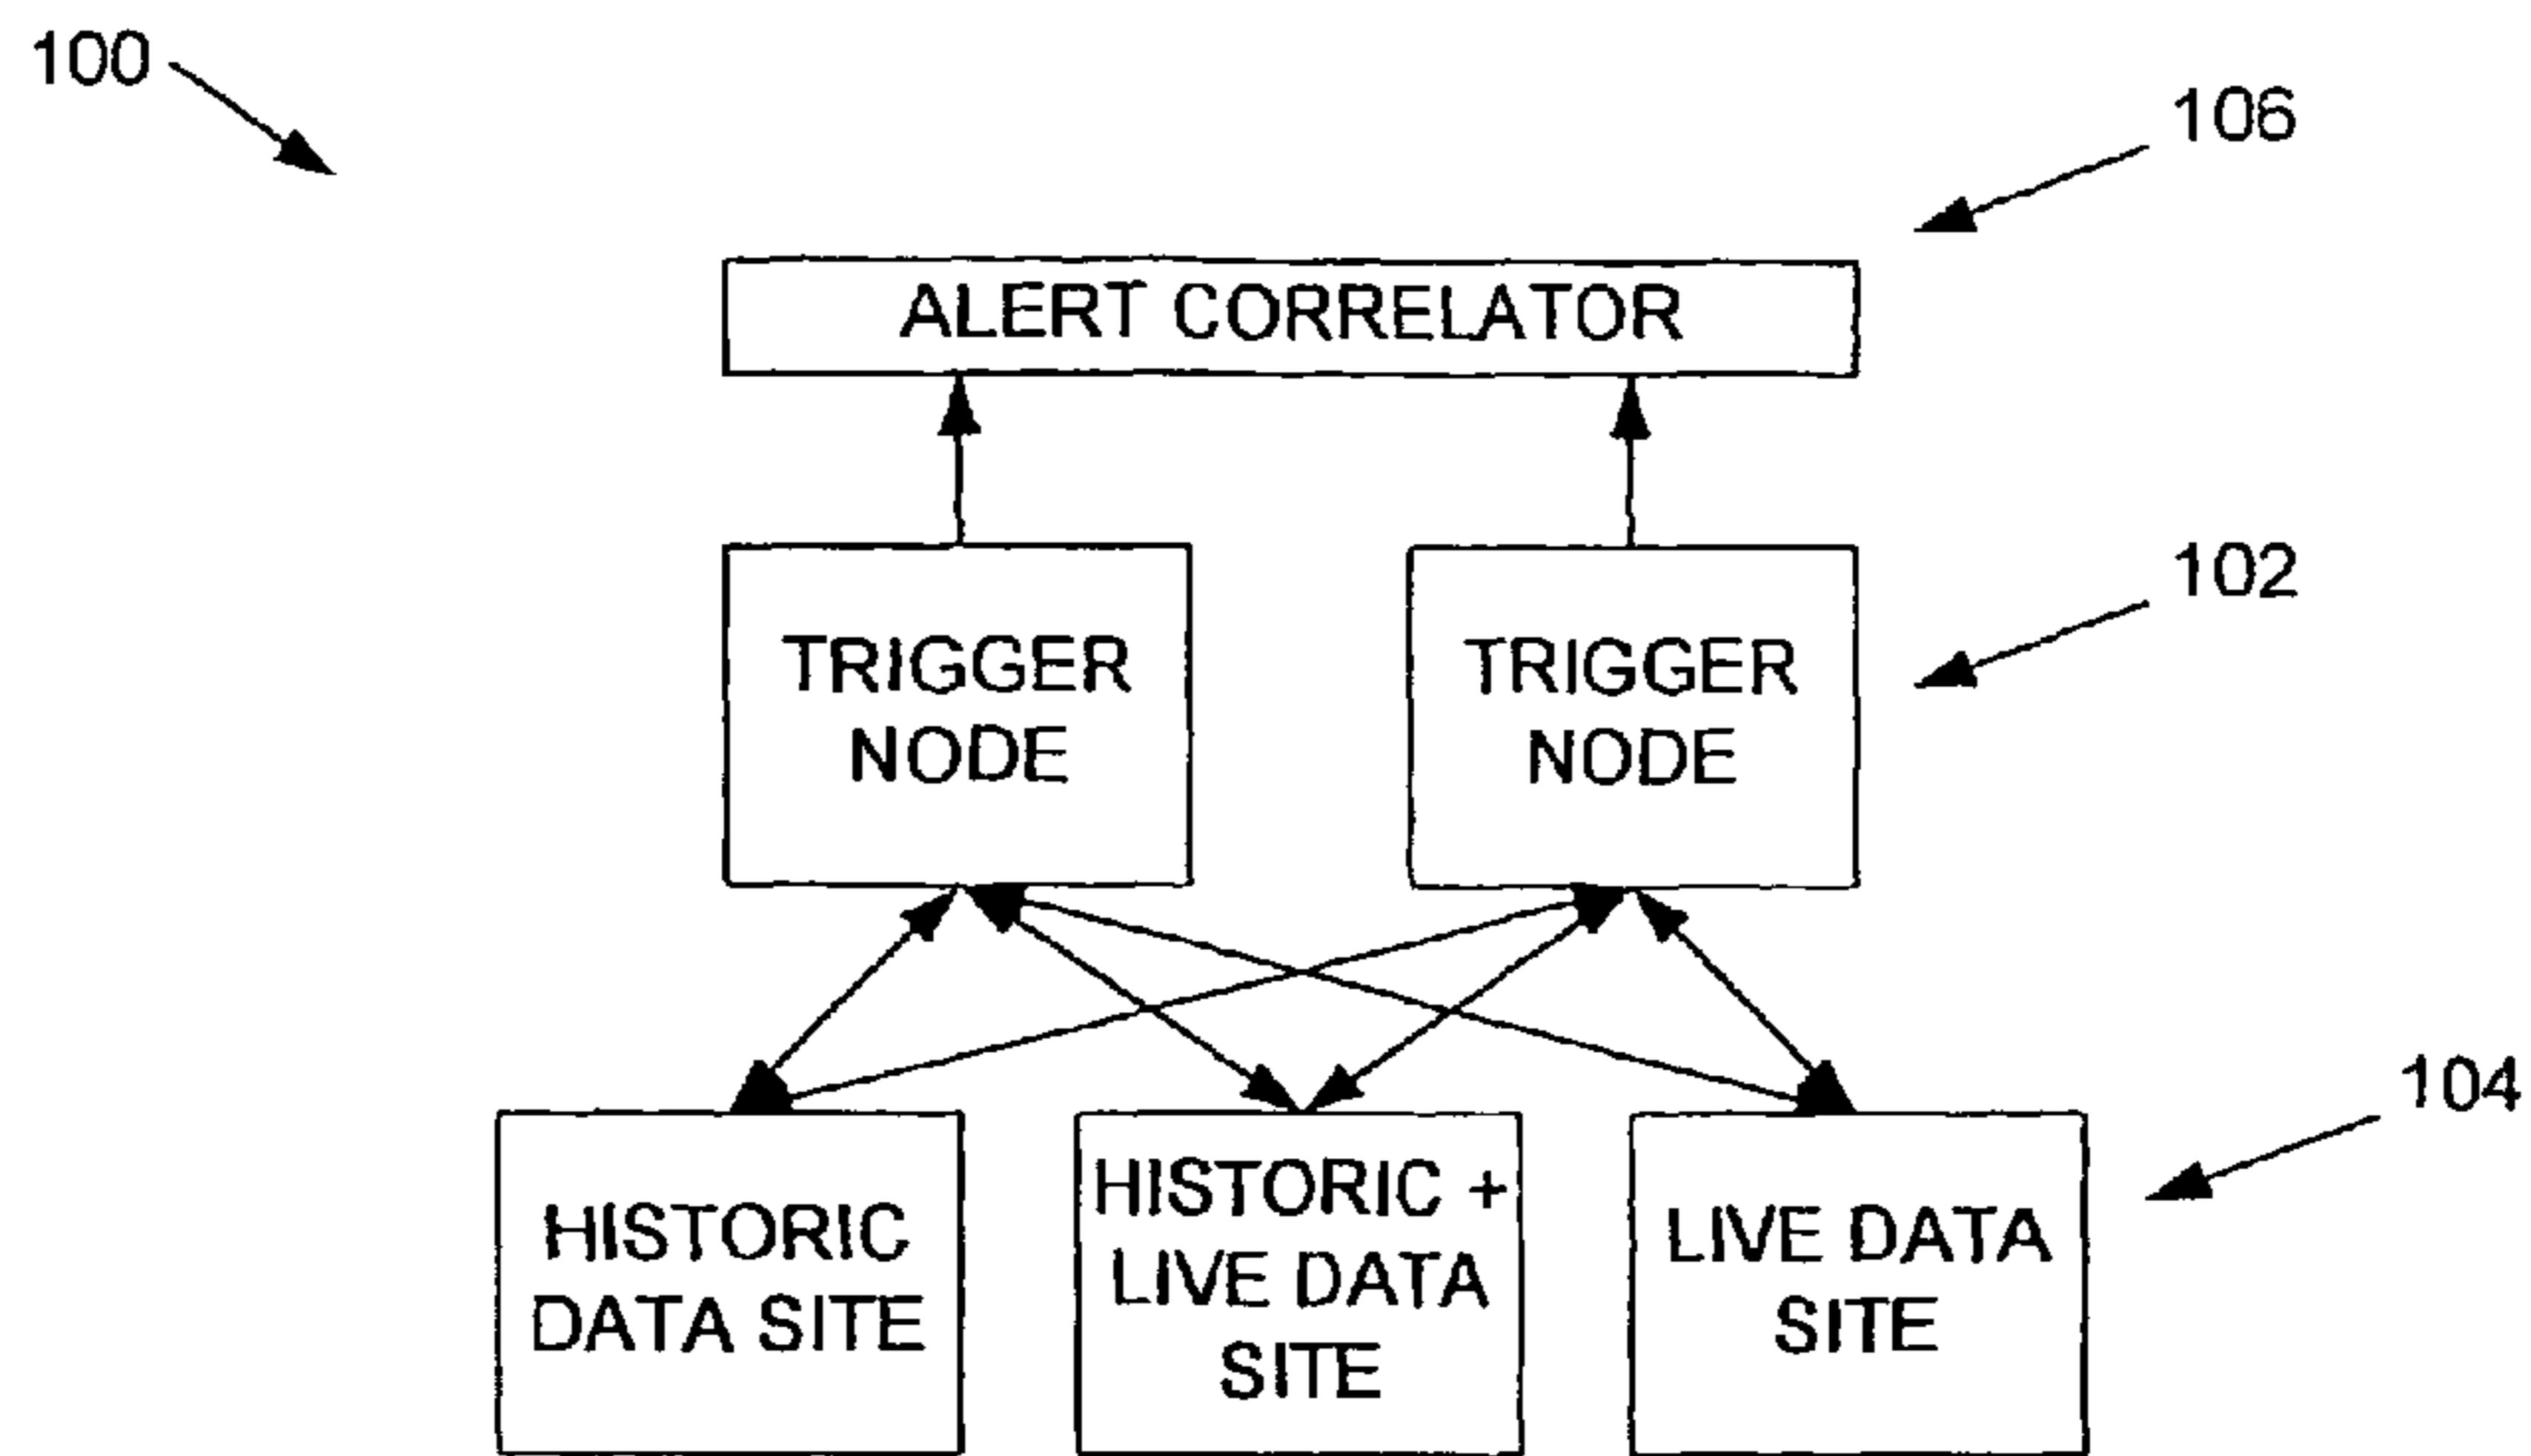 100
106
ALERT CORRELATOR
102
TRIGGER
NODE
TRIGGER
NODE
104
HISTORIC
DATA SITE
HISTORIC +
LIVE DATA
SITE
LIVE DATA
SITE